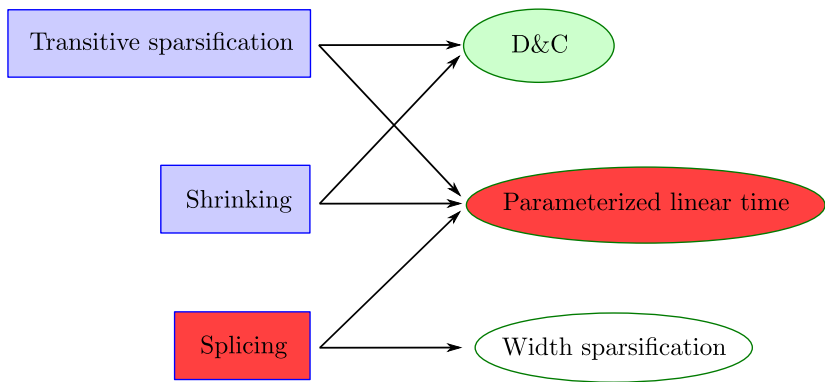 Transitive sparsification
D&C
Shrinking
Parameterized linear time
Splicing
Width sparsification